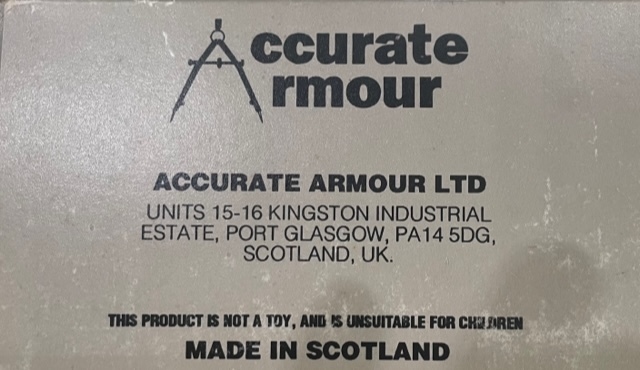 Accurate
Armour
ACCURATE ARMOUR LTD
UNITS 15-16 KINGSTON INDUSTRIAL
ESTATE, PORT GLASGOW, PA14 5DG,
SCOTLAND, UK.
THIS PRODUCT IS NOT A TOY, AND IS UNSUITABLE FOR CHILDREN
MADE IN SCOTLAND